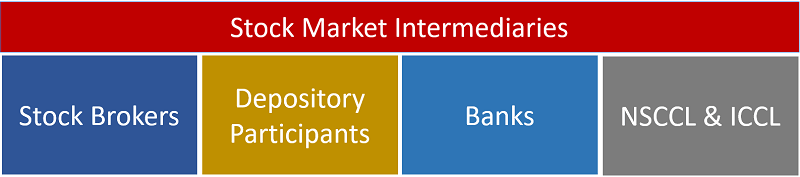 Stock Market Intermediaries
Stock Brokers
Depository
Participants
Banks
NSCCL & ICCL